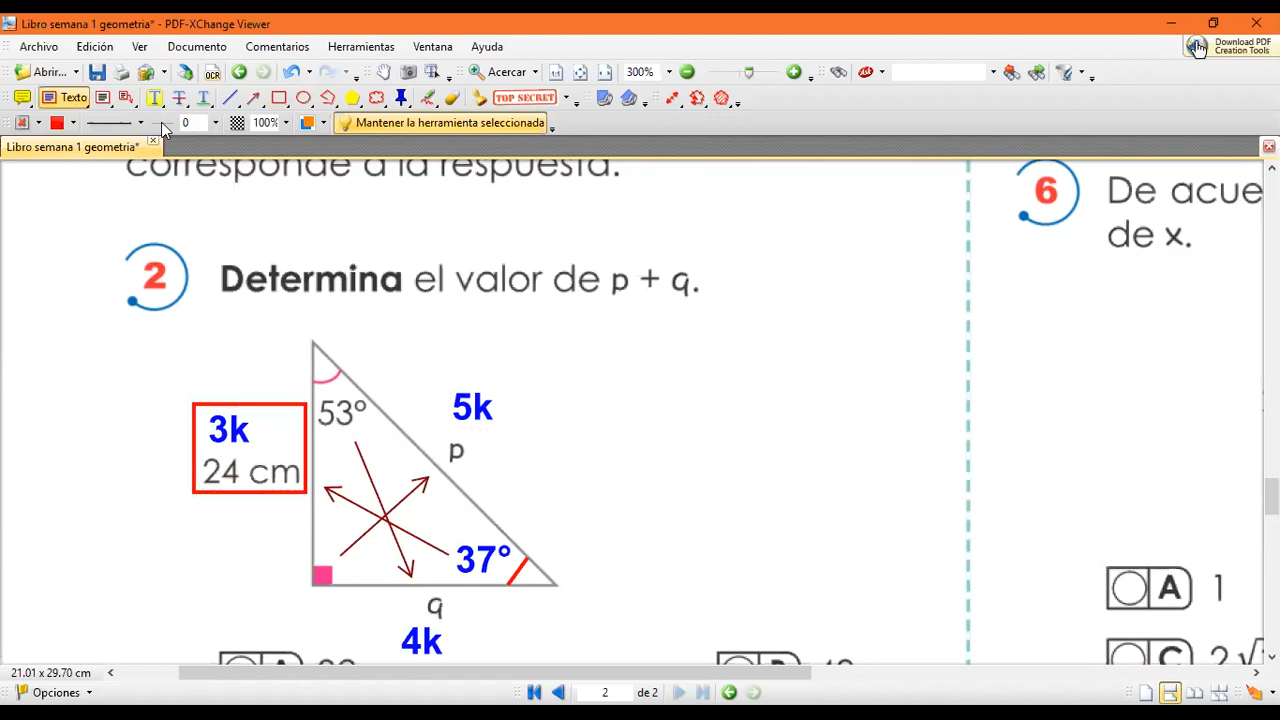 Libro semana 1 geometria* - PDF-XChange Viewer
Archivo Edición Ver Documento Comentarios Herramientas Ventana Ayuda
Download PDF
Creation Tools
Abrir... OCR Acercar 300%
Texto TOP SECRET
0 100% Mantener la herramienta seleccionada
Libro semana 1 geometria*
corresponde a la respuesta.
2 Determina el valor de p + q.
53º
3k
24 cm
5k
p
37°
q
4k
A
6 De acue
de x.
A 1
C 2√
21.01 x 29.70 cm
Opciones 2 de 2